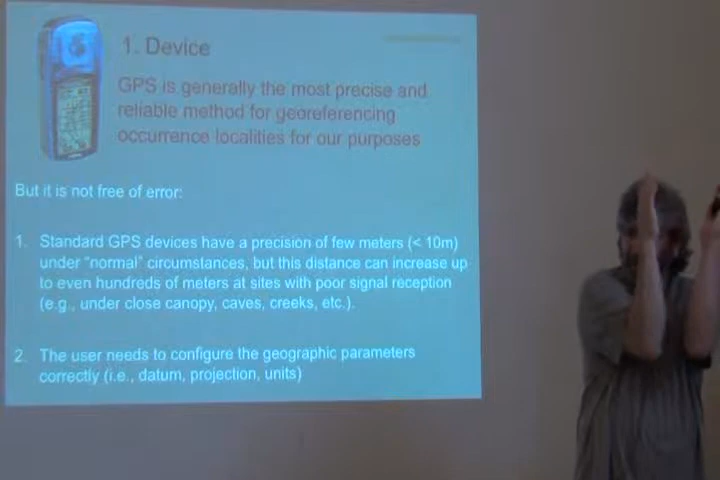 1. Device
GPS is generally the most precise and
reliable method for georeferencing
occurrence localities for our purposes
But it is not free of error:
1. Standard GPS devices have a precision of few meters (< 10m)
under "normal" circumstances, but this distance can increase up
to even hundreds of meters at sites with poor signal reception
(e.g., under close canopy, caves, creeks, etc.).
2. The user needs to configure the geographic parameters
correctly (i.e., datum, projection, units)